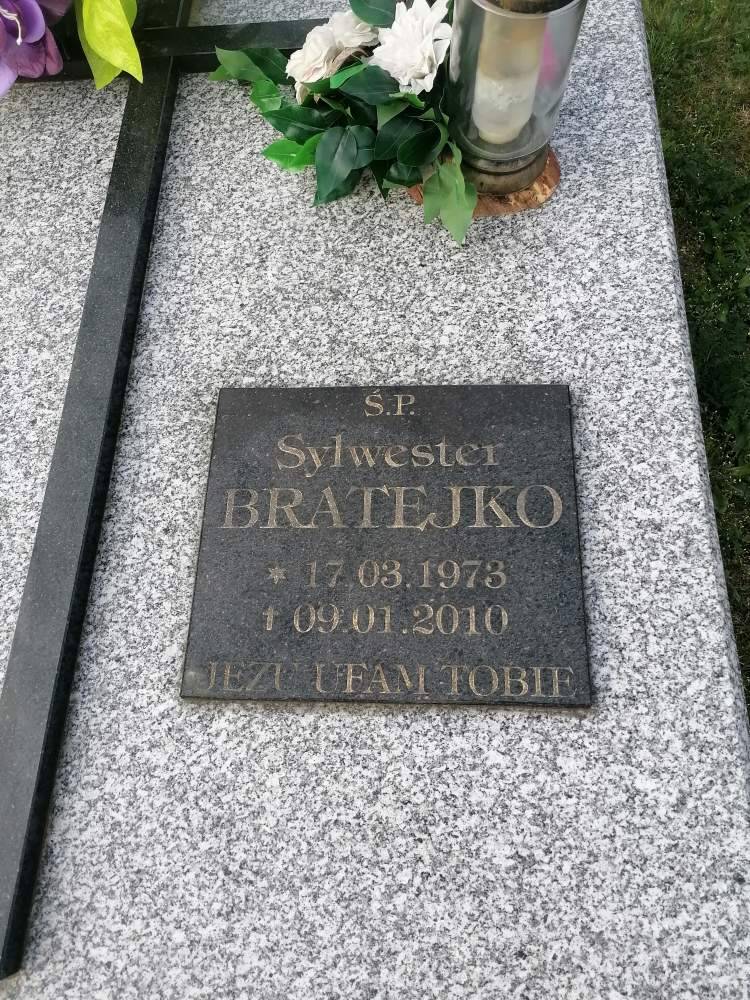 Ś.P.
Sylwester
BRATEJKO
* 17 03.1973
† 09.01.2010
JEZU UFAM TOBIE